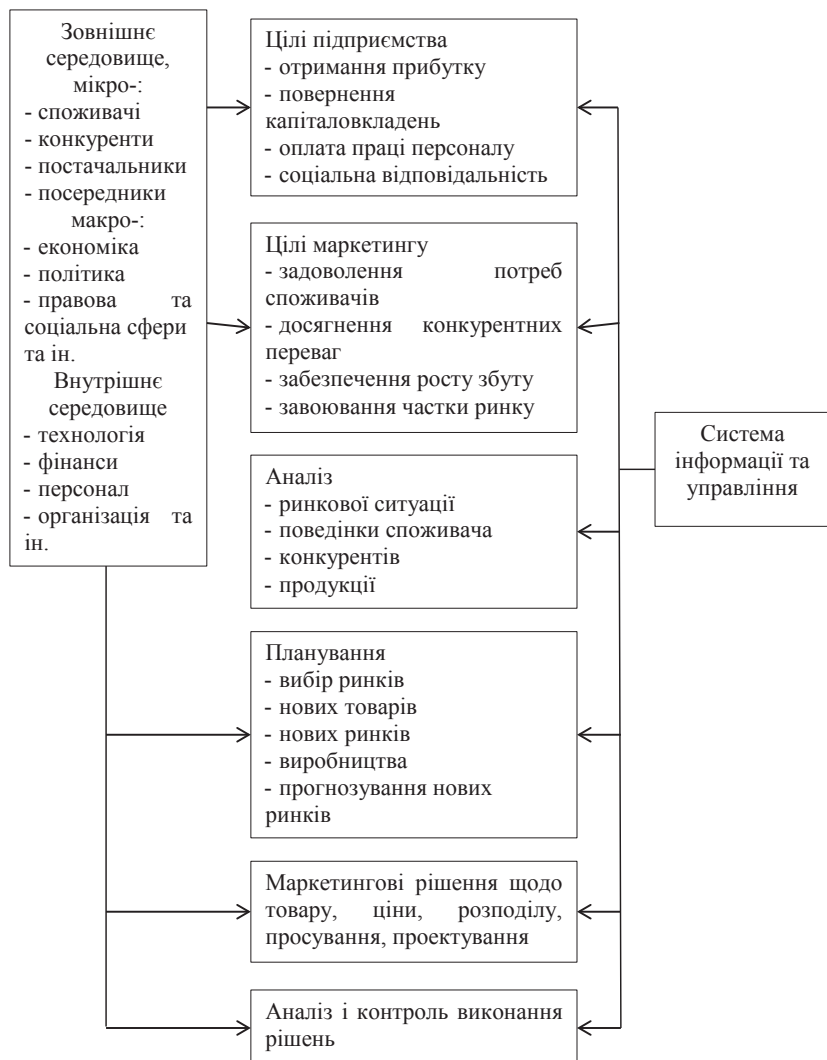 Зовнішнє
середовище,
мікро-:
- споживачі
- конкуренти
- постачальники
- посередники
макро-:
- економіка
- політика
- правова та
соціальна сфери
та ін.
Внутрішнє
середовище
- технологія
- фінанси
- персонал
- організація та
ін.
Цілі підприємства
- отримання прибутку
- повернення
капіталовкладень
- оплата праці персоналу
- соціальна відповідальність
Цілі маркетингу
- задоволення потреб
споживачів
- досягнення конкурентних
переваг
- забезпечення росту збуту
- завоювання частки ринку
Аналіз
- ринкової ситуації
- поведінки споживача
- конкурентів
- продукції
Планування
- вибір ринків
- нових товарів
- нових ринків
- виробництва
- прогнозування нових
ринків
Маркетингові рішення щодо
товару, ціни, розподілу,
просування, проектування
Аналіз і контроль виконання
рішень
Система
інформації та
управління